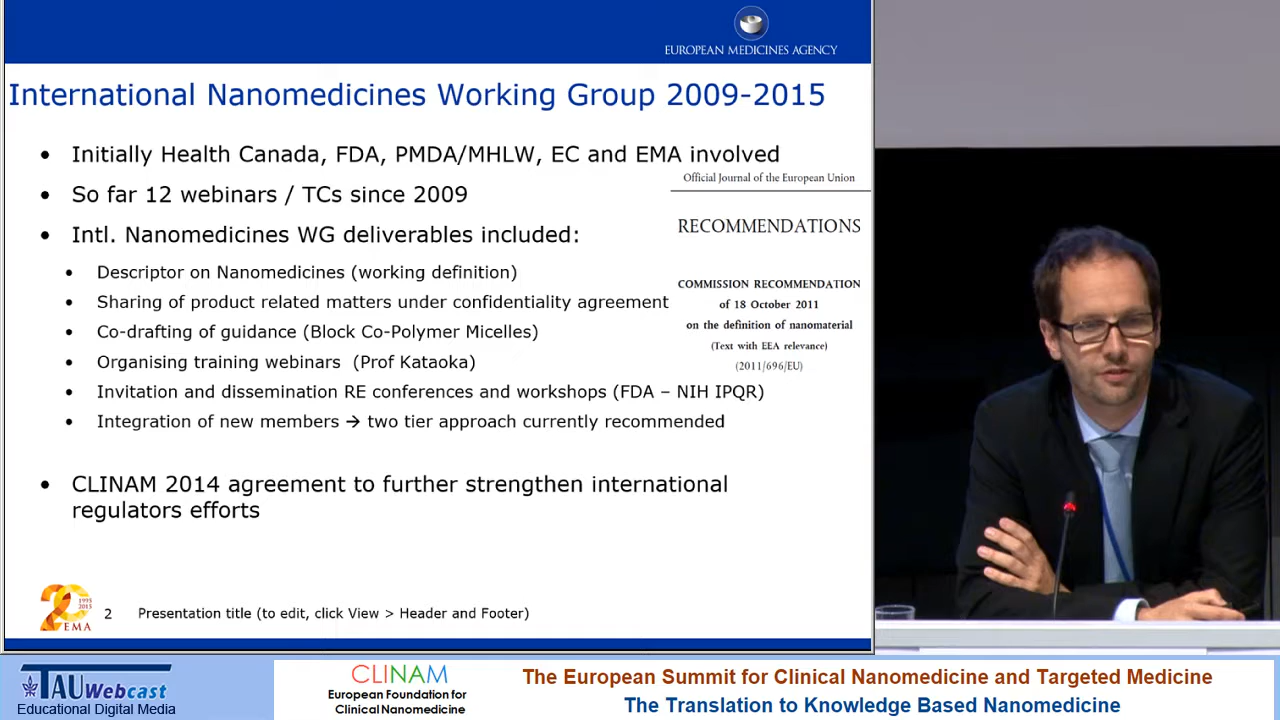 EUROPEAN MEDICINES AGENCY
International Nanomedicines Working Group 2009-2015
• Initially Health Canada, FDA, PMDA/MHLW, EC and EMA involved
• So far 12 webinars / TCs since 2009
• Intl. Nanomedicines WG deliverables included:
• Descriptor on Nanomedicines (working definition)
• Sharing of product related matters under confidentiality agreement
• Co-drafting of guidance (Block Co-Polymer Micelles)
• Organising training webinars (Prof Kataoka)
• Invitation and dissemination RE conferences and workshops (FDA – NIH IPQR)
• Integration of new members → two tier approach currently recommended
• CLINAM 2014 agreement to further strengthen international
regulators efforts
Official Journal of the European Union
RECOMMENDATIONS
COMMISSION RECOMMENDATION
of 18 October 2011
on the definition of nanomaterial
(Text with EEA relevance)
(2011/696/EU)
20
1995
2015
EMA
2
Presentation title (to edit, click View > Header and Footer)
TAU Webcast
Educational Digital Media
CLINAM
European Foundation for
Clinical Nanomedicine
The European Summit for Clinical Nanomedicine and Targeted Medicine
The Translation to Knowledge Based Nanomedicine